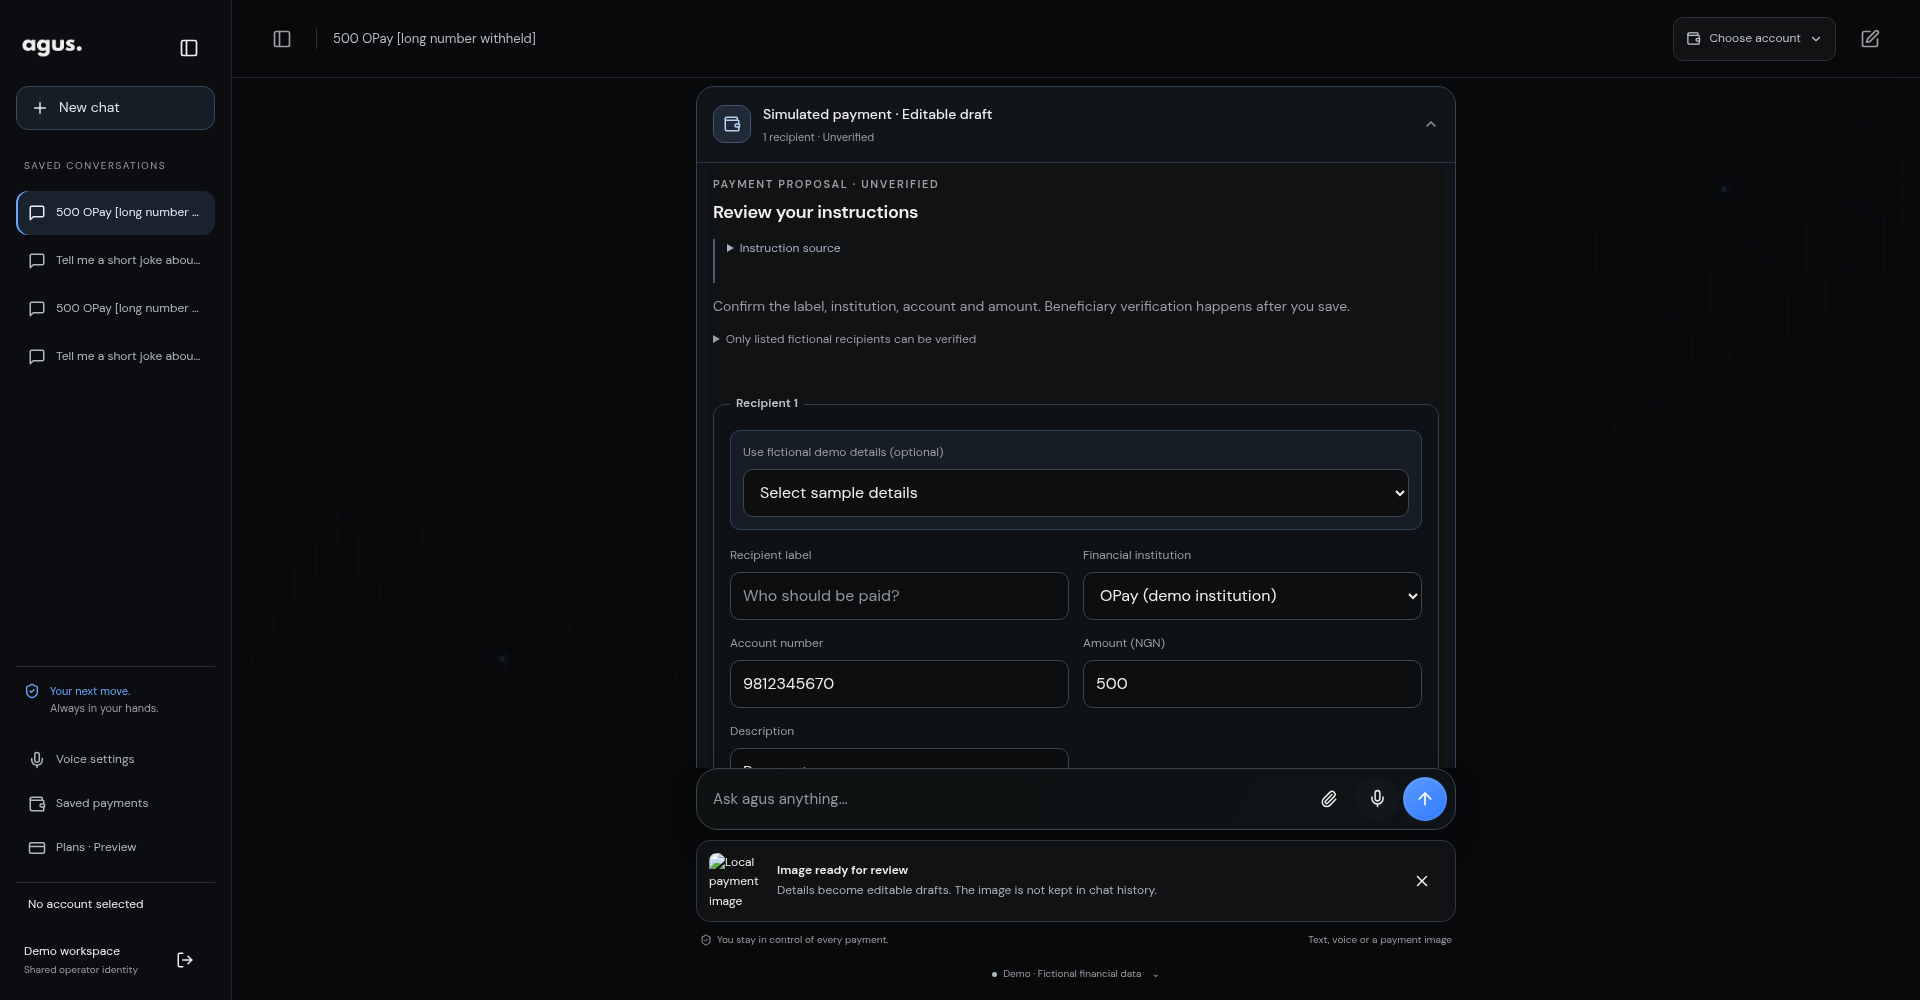 agus.
New chat
SAVED CONVERSATIONS
500 OPay [long number ...
Tell me a short joke abou...
500 OPay [long number ...
Tell me a short joke abou...
Your next move.
Always in your hands.
Voice settings
Saved payments
Plans · Preview
No account selected
Demo workspace
Shared operator identity
500 OPay [long number withheld]
Choose account
Simulated payment · Editable draft
1 recipient · Unverified
PAYMENT PROPOSAL · UNVERIFIED
Review your instructions
Instruction source
Confirm the label, institution, account and amount. Beneficiary verification happens after you save.
Only listed fictional recipients can be verified
Recipient 1
Use fictional demo details (optional)
Select sample details
Recipient label
Who should be paid?
Financial institution
OPay (demo institution)
Account number
9812345670
Amount (NGN)
500
Description
Ask agus anything...
Local
payment
image
Image ready for review
Details become editable drafts. The image is not kept in chat history.
You stay in control of every payment.
Text, voice or a payment image
Demo · Fictional financial data